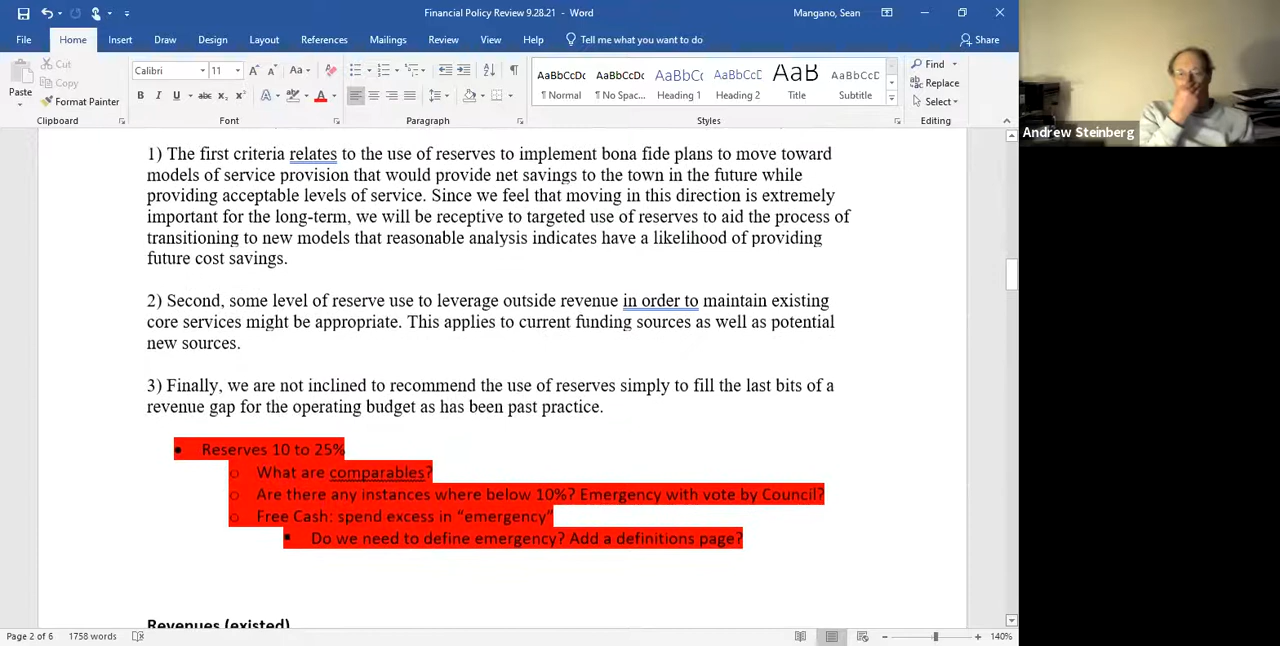 Financial Policy Review 9.28.21 - Word
Mangano, Sean
File Home Insert Draw Design Layout References Mailings Review View Help Tell me what you want to do Share
Paste
Cut
Copy
Format Painter
Clipboard
Calibri 11
Font
Paragraph
AaBbCcDc AaBbCcDc AaBbCc AaBbCcD AaB AaBbCcD
¶ Normal ¶ No Spac... Heading 1 Heading 2 Title Subtitle
Styles
Find
Replace
Select
Editing
Andrew Steinberg
1) The first criteria relates to the use of reserves to implement bona fide plans to move toward
models of service provision that would provide net savings to the town in the future while
providing acceptable levels of service. Since we feel that moving in this direction is extremely
important for the long-term, we will be receptive to targeted use of reserves to aid the process of
transitioning to new models that reasonable analysis indicates have a likelihood of providing
future cost savings.
2) Second, some level of reserve use to leverage outside revenue in order to maintain existing
core services might be appropriate. This applies to current funding sources as well as potential
new sources.
3) Finally, we are not inclined to recommend the use of reserves simply to fill the last bits of a
revenue gap for the operating budget as has been past practice.
• Reserves 10 to 25%
o What are comparables?
o Are there any instances where below 10%? Emergency with vote by Council?
o Free Cash: spend excess in “emergency”
▪ Do we need to define emergency? Add a definitions page?
Revenues (existed)
Page 2 of 6 1758 words 140%